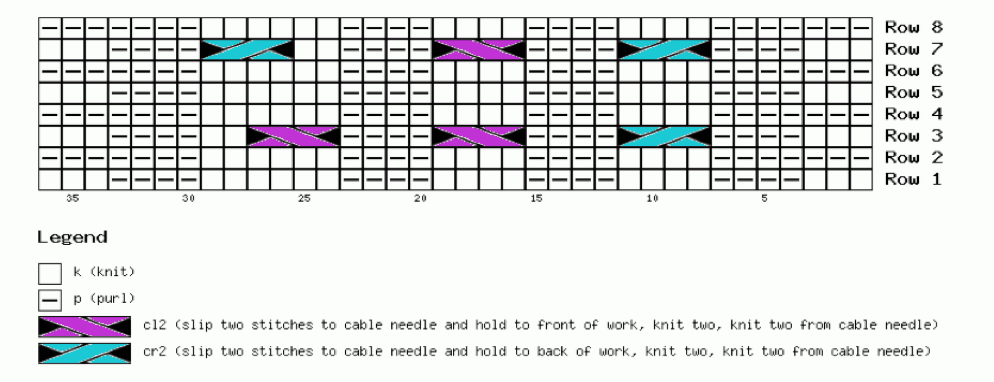 Row 8
Row 7
Row 6
Row 5
Row 4
Row 3
Row 2
Row 1
35 30 25 20 15 10 5
Legend
k (knit)
p (purl)
cl2 (slip two stitches to cable needle and hold to front of work, knit two, knit two from cable needle)
cr2 (slip two stitches to cable needle and hold to back of work, knit two, knit two from cable needle)